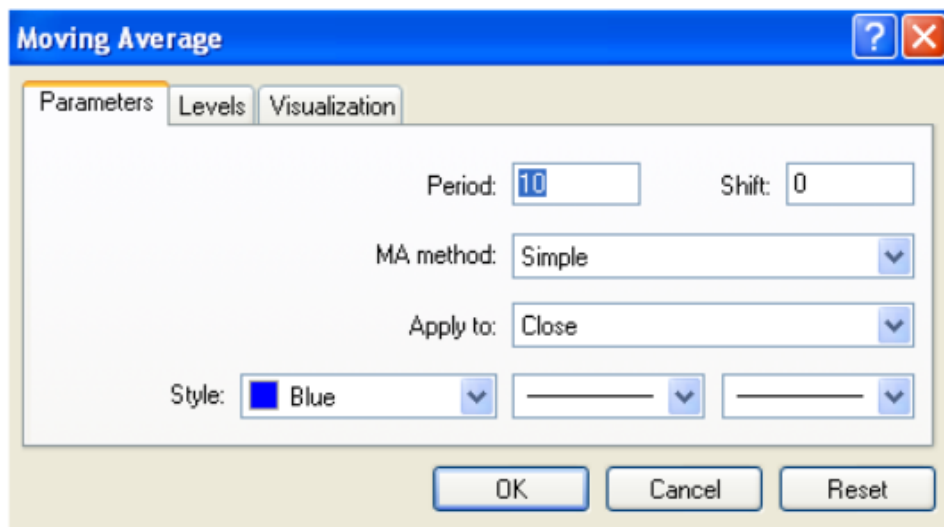 Moving Average
Parameters Levels Visualization
Period: 10 Shift: 0
MA method: Simple
Apply to: Close
Style: Blue
OK Cancel Reset